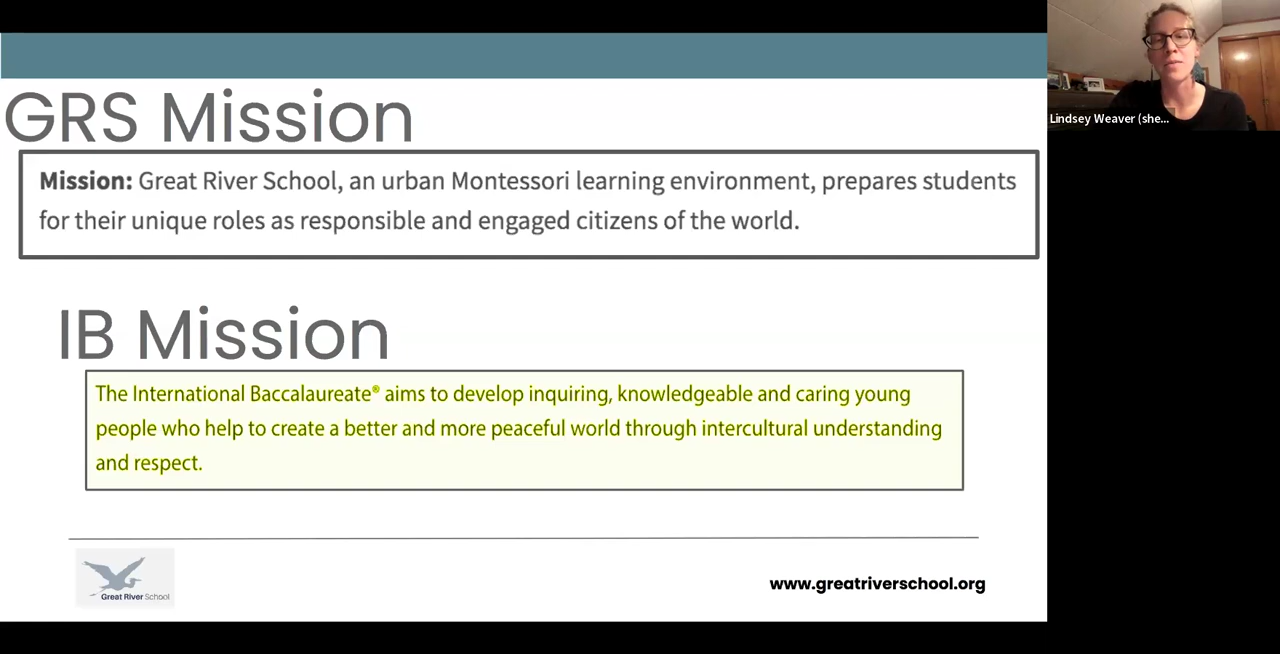 GRS Mission
Mission: Great River School, an urban Montessori learning environment, prepares students
for their unique roles as responsible and engaged citizens of the world.
IB Mission
The International Baccalaureate® aims to develop inquiring, knowledgeable and caring young
people who help to create a better and more peaceful world through intercultural understanding
and respect.
Great River School
www.greatriverschool.org
Lindsey Weaver (she...